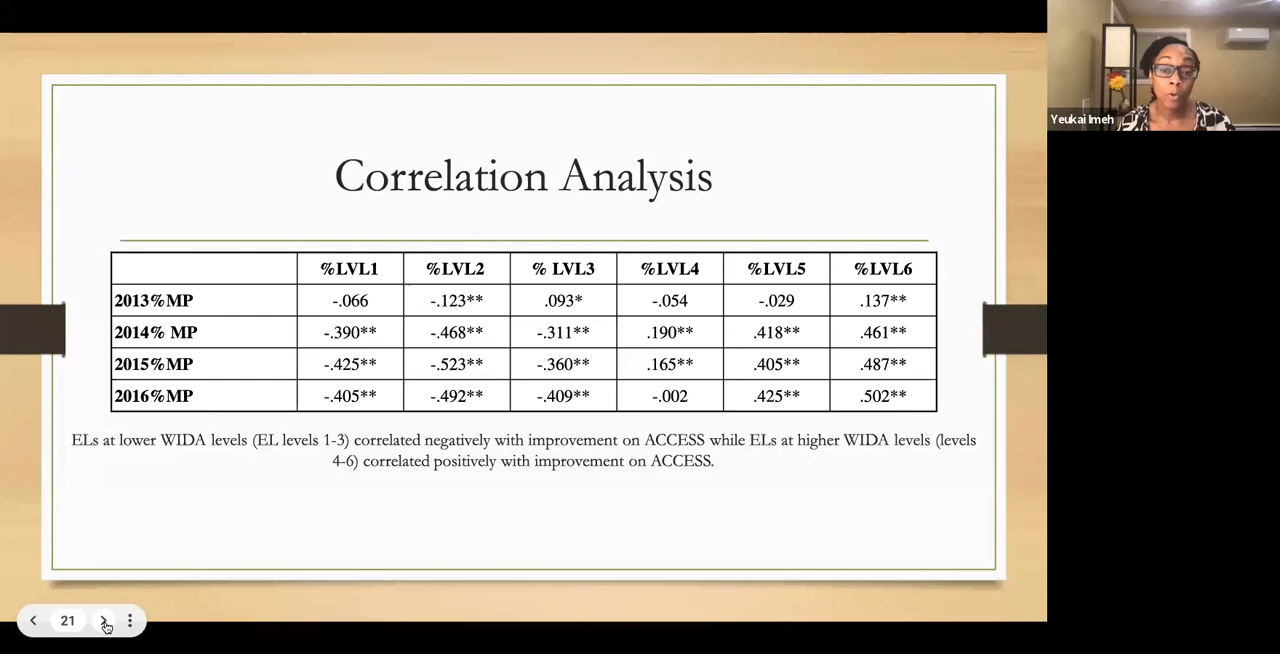 Correlation Analysis
%LVL1 %LVL2 % LVL3 %LVL4 %LVL5 %LVL6
2013%MP -.066 -.123** .093* -.054 -.029 .137**
2014% MP -.390** -.468** -.311** .190** .418** .461**
2015%MP -.425** -.523** -.360** .165** .405** .487**
2016%MP -.405** -.492** -.409** -.002 .425** .502**
ELs at lower WIDA levels (EL levels 1-3) correlated negatively with improvement on ACCESS while ELs at higher WIDA levels (levels
4-6) correlated positively with improvement on ACCESS.
21
Yeukai Imeh